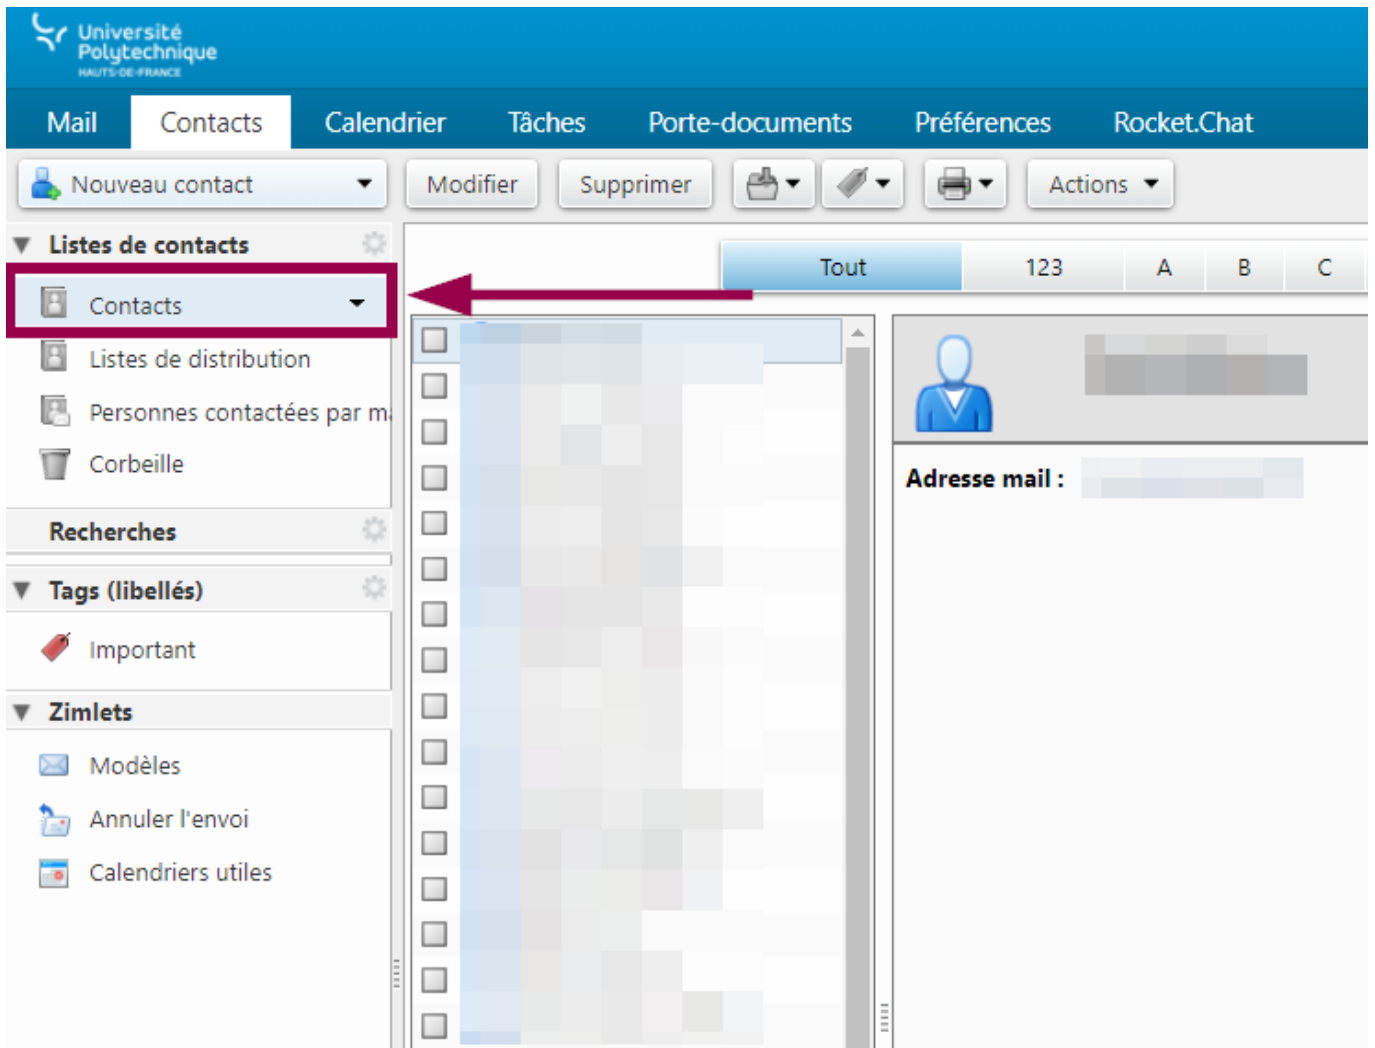 Université
Polytechnique
HAUTS-DE-FRANCE
Mail Contacts Calendrier Tâches Porte-documents Préférences Rocket.Chat
Nouveau contact Modifier Supprimer Actions
Listes de contacts
Tout 123 A B C
Contacts
Listes de distribution
Personnes contactées par ma
Corbeille
Adresse mail :
Recherches
Tags (libellés)
Important
Zimlets
Modèles
Annuler l'envoi
Calendriers utiles